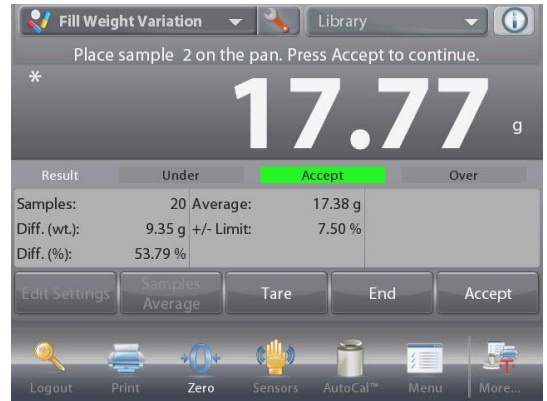 Fill Weight Variation Library
Place sample 2 on the pan. Press Accept to continue.
*
17.77 g
Result Under Accept Over
Samples: 20 Average: 17.38 g
Diff. (wt.): 9.35 g +/- Limit: 7.50 %
Diff. (%): 53.79 %
Edit Settings Samples Average Tare End Accept
Logout Print Zero Sensors AutoCal™ Menu More...